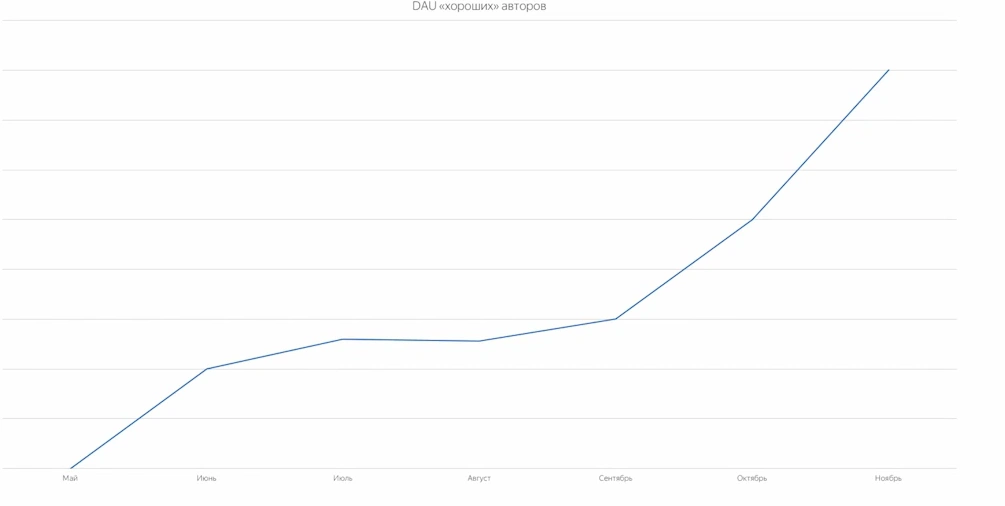 DAU «хороших» авторов
Май Июнь Июль Август Сентябрь Октябрь Ноябрь